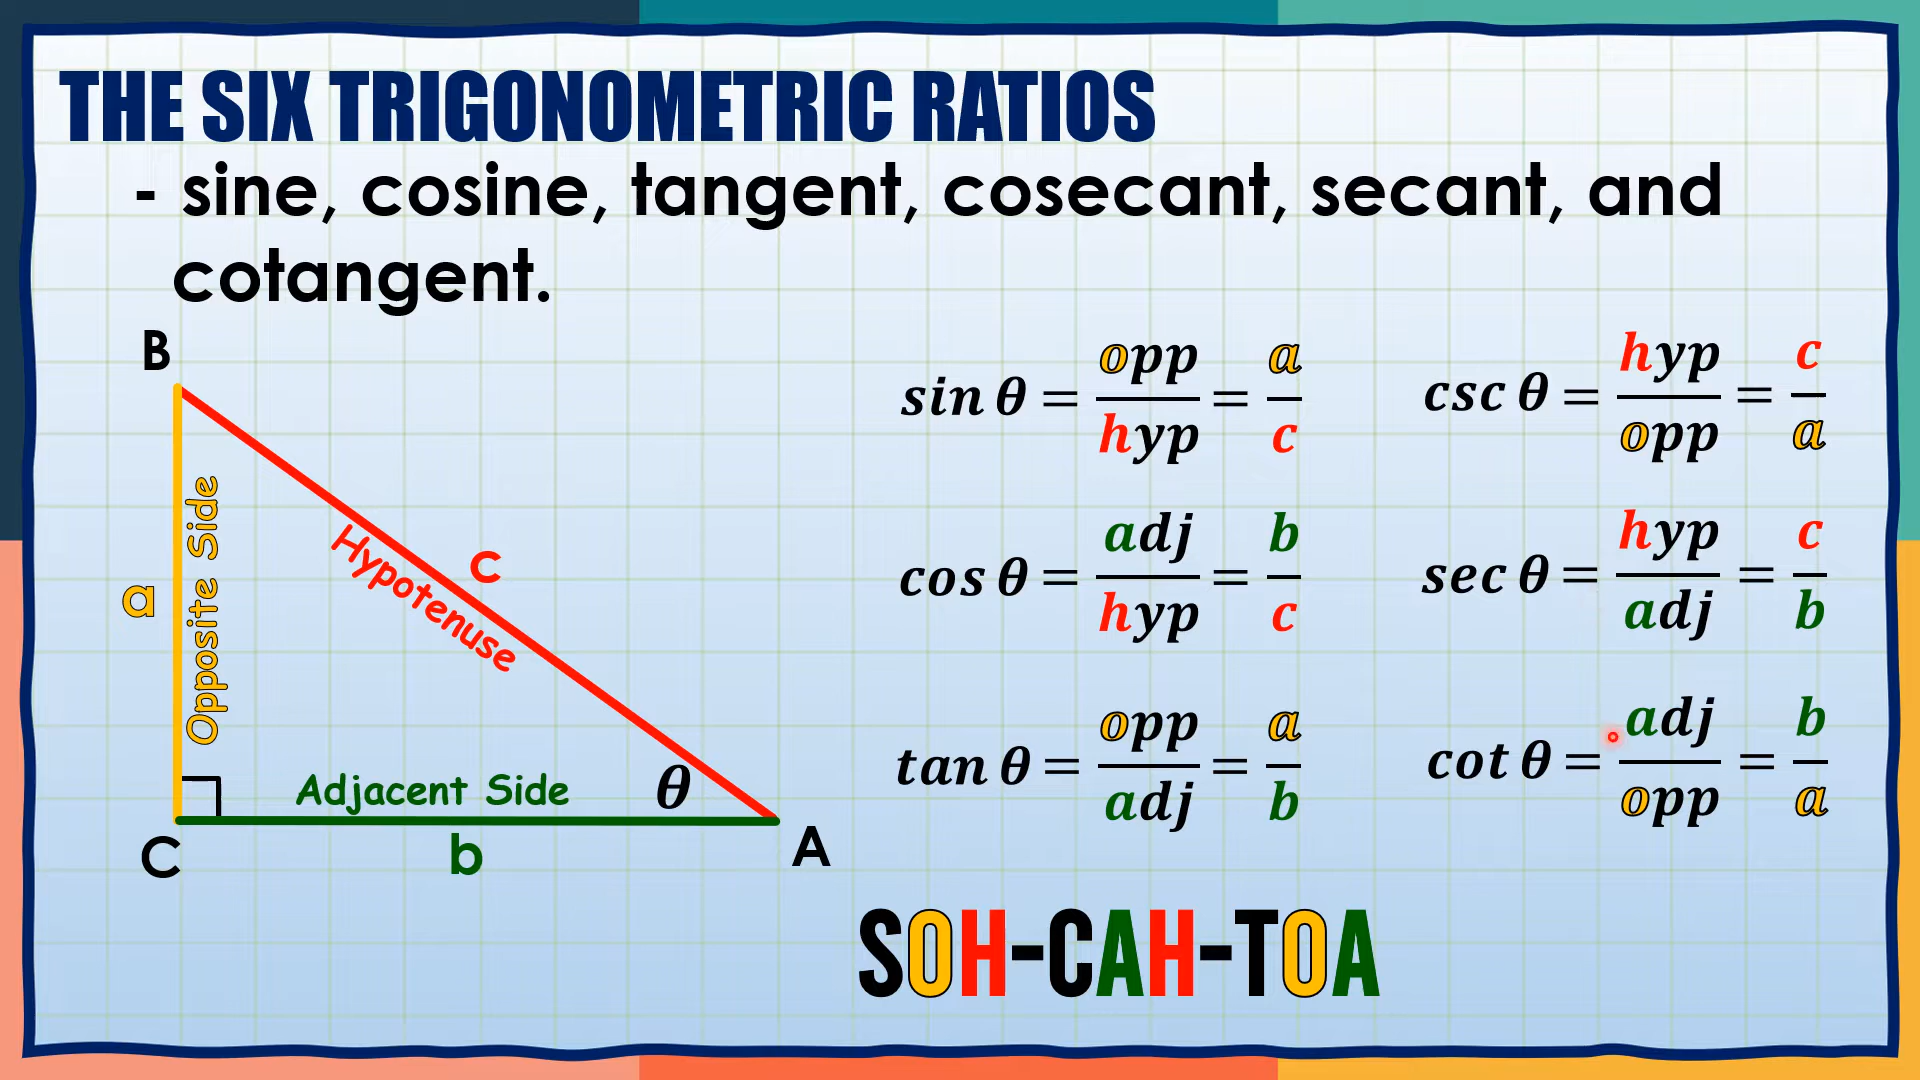 THE SIX TRIGONOMETRIC RATIOS
- sine, cosine, tangent, cosecant, secant, and
cotangent.
B
a
Opposite Side
c
Hypotenuse
Adjacent Side
θ
C
b
A
sin θ = opp/hyp = a/c
csc θ = hyp/opp = c/a
cos θ = adj/hyp = b/c
sec θ = hyp/adj = c/b
tan θ = opp/adj = a/b
cot θ = adj/opp = b/a
SOH-CAH-TOA